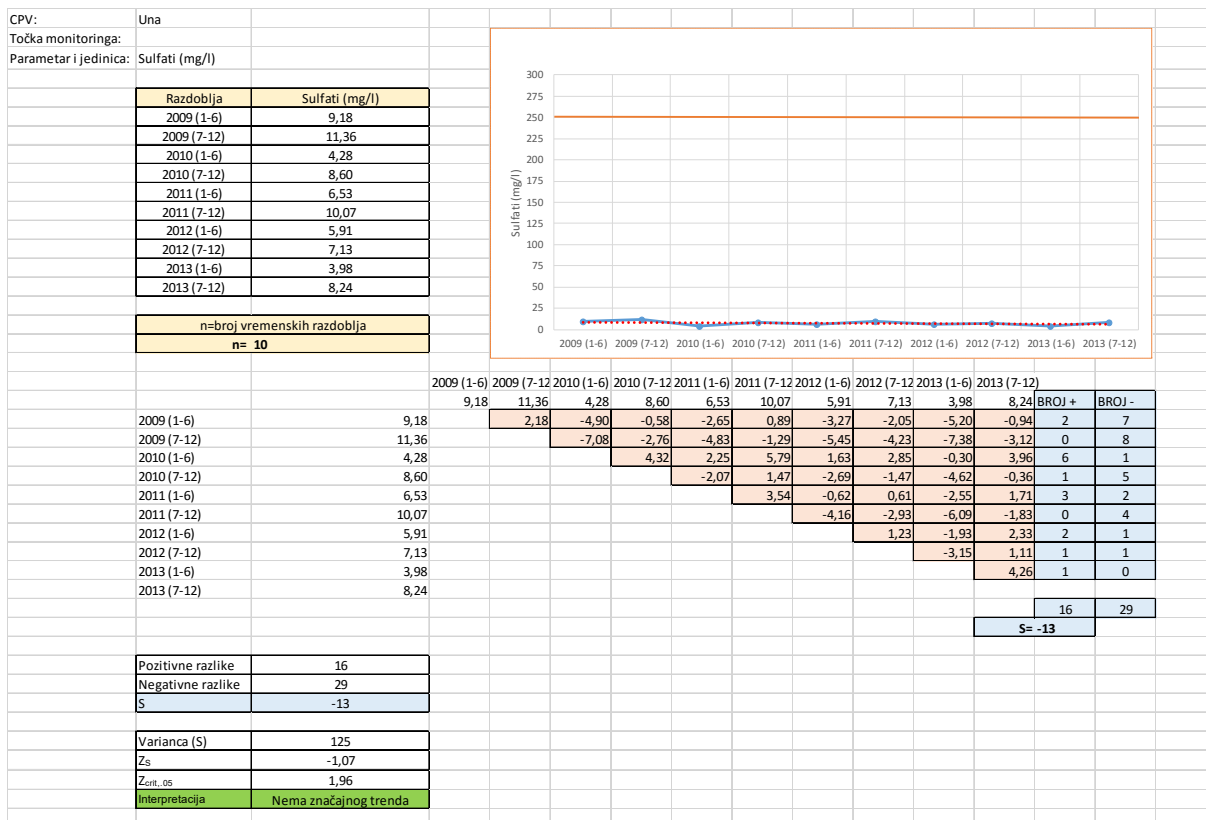 CPV: Una
Točka monitoringa:
Parametar i jedinica: Sulfati (mg/l)
Razdoblja Sulfati (mg/l)
2009 (1-6) 9,18
2009 (7-12) 11,36
2010 (1-6) 4,28
2010 (7-12) 8,60
2011 (1-6) 6,53
2011 (7-12) 10,07
2012 (1-6) 5,91
2012 (7-12) 7,13
2013 (1-6) 3,98
2013 (7-12) 8,24
n=broj vremenskih razdoblja
n= 10
Sulfati (mg/l)
300
275
250
225
200
175
150
125
100
75
50
25
0
2009 (1-6) 2009 (7-12) 2010 (1-6) 2010 (7-12) 2011 (1-6) 2011 (7-12) 2012 (1-6) 2012 (7-12) 2013 (1-6) 2013 (7-12)
2009 (1-6) 2009 (7-12 2010 (1-6) 2010 (7-12 2011 (1-6) 2011 (7-12 2012 (1-6) 2012 (7-12 2013 (1-6) 2013 (7-12)
9,18 11,36 4,28 8,60 6,53 10,07 5,91 7,13 3,98 8,24 BROJ + BROJ -
2009 (1-6) 9,18 2,18 -4,90 -0,58 -2,65 0,89 -3,27 -2,05 -5,20 -0,94 2 7
2009 (7-12) 11,36 -7,08 -2,76 -4,83 -1,29 -5,45 -4,23 -7,38 -3,12 0 8
2010 (1-6) 4,28 4,32 2,25 5,79 1,63 2,85 -0,30 3,96 6 1
2010 (7-12) 8,60 -2,07 1,47 -2,69 -1,47 -4,62 -0,36 1 5
2011 (1-6) 6,53 3,54 -0,62 0,61 -2,55 1,71 3 2
2011 (7-12) 10,07 -4,16 -2,93 -6,09 -1,83 0 4
2012 (1-6) 5,91 1,23 -1,93 2,33 2 1
2012 (7-12) 7,13 -3,15 1,11 1 1
2013 (1-6) 3,98 4,26 1 0
2013 (7-12) 8,24
16 29
S= -13
Pozitivne razlike 16
Negativne razlike 29
S -13
Varianca (S) 125
Zs -1,07
Zcrit,.05 1,96
Interpretacija Nema značajnog trenda